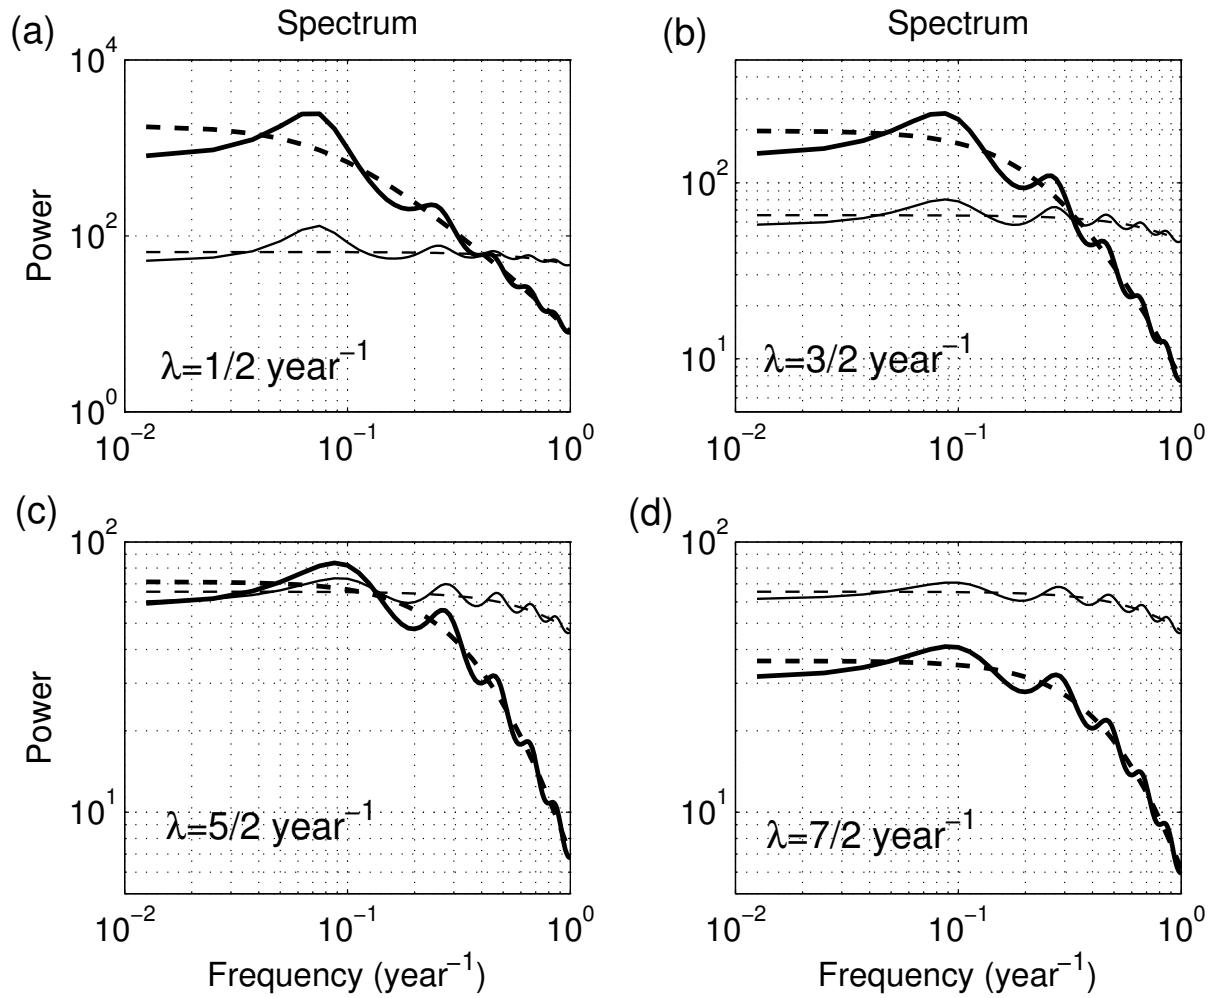 (a) Spectrum
(b) Spectrum
Power
10^4
10^2
10^0
λ=1/2 year^−1
10^−2 10^−1 10^0
10^2
10^1
λ=3/2 year^−1
10^−2 10^−1 10^0
(c)
Power
10^2
10^1
λ=5/2 year^−1
10^−2 10^−1 10^0
Frequency (year^−1)
(d)
10^2
10^1
λ=7/2 year^−1
10^−2 10^−1 10^0
Frequency (year^−1)